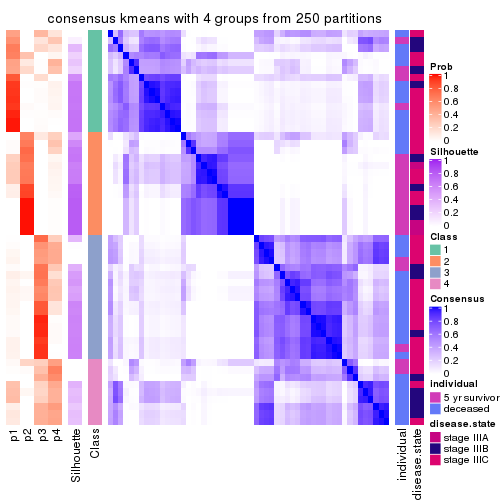 consensus kmeans with 4 groups from 250 partitions
Prob
1
0.8
0.6
0.4
0.2
0
Silhouette
1
0.8
0.6
0.4
0.2
0
Class
1
2
3
4
Consensus
1
0.8
0.6
0.4
0.2
0
individual
5 yr survivor
deceased
disease.state
stage IIIA
stage IIIB
stage IIIC
p1
p2
p3
p4
Silhouette
Class
individual
disease.state